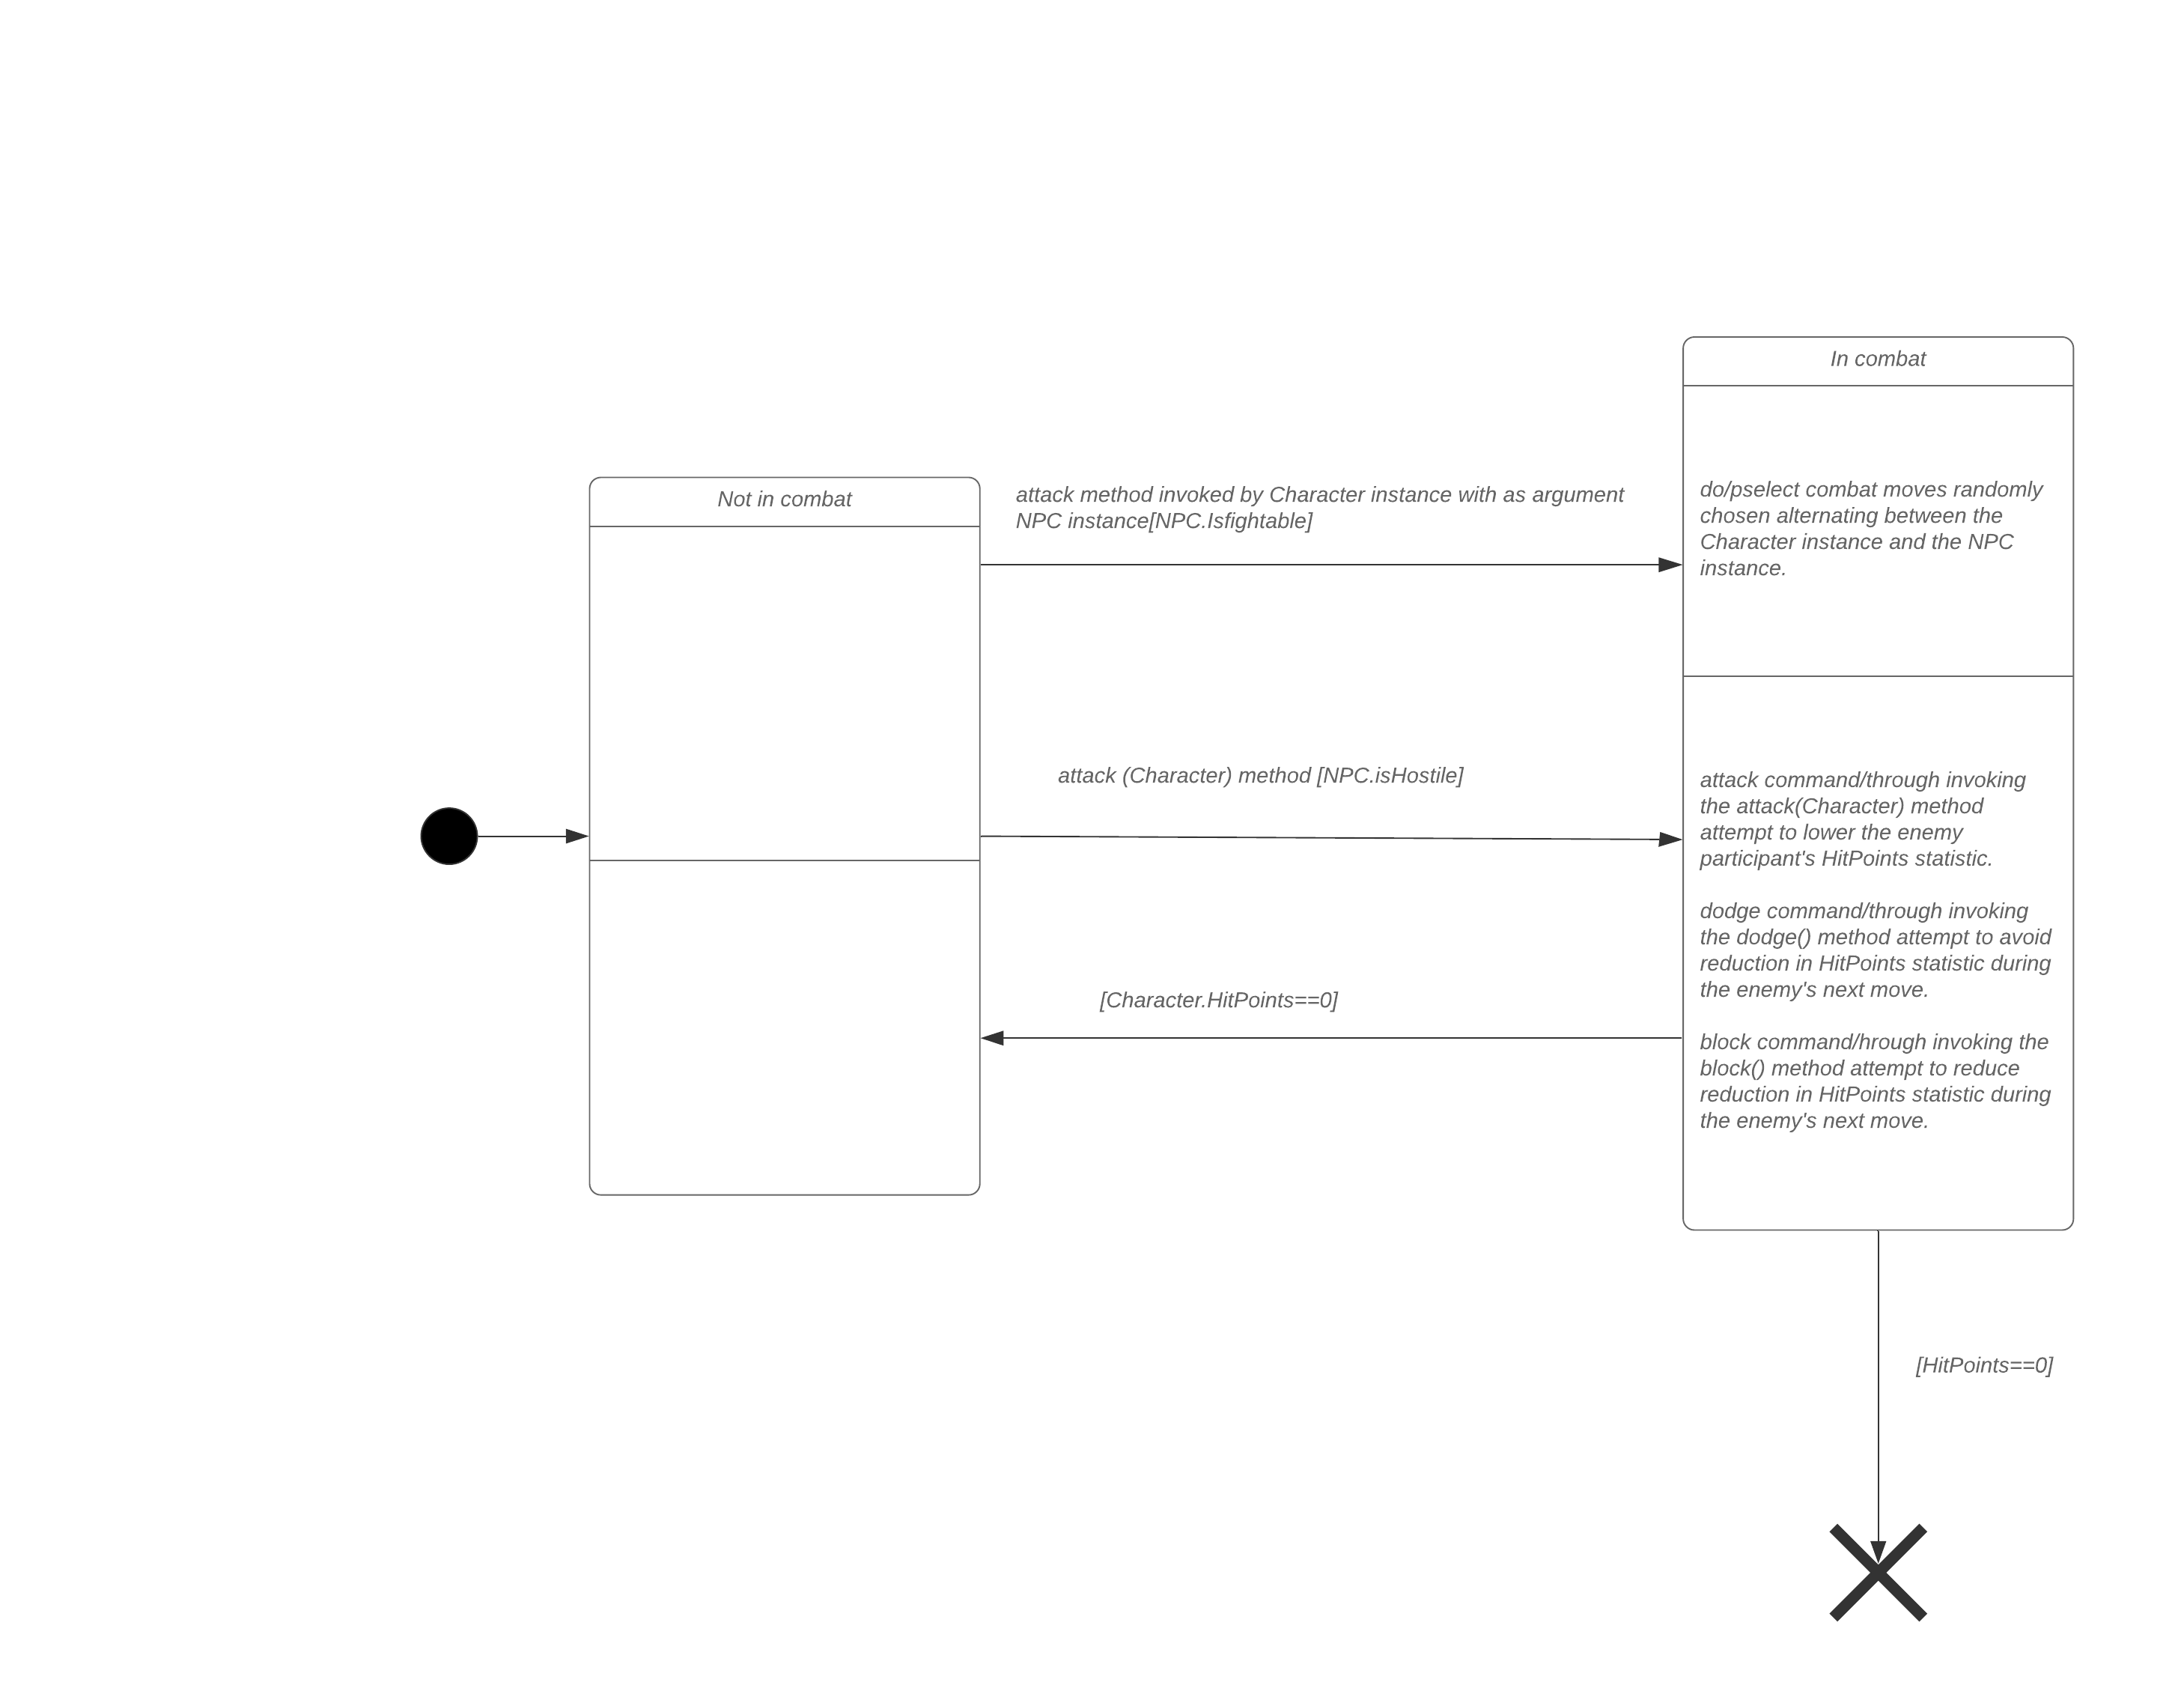 In combat
Not in combat
attack method invoked by Character instance with as argument
NPC instance[NPC.Isfightable]
do/pselect combat moves randomly
chosen alternating between the
Character instance and the NPC
instance.
attack (Character) method [NPC.isHostile]
attack command/through invoking
the attack(Character) method
attempt to lower the enemy
participant's HitPoints statistic.
dodge command/through invoking
the dodge() method attempt to avoid
reduction in HitPoints statistic during
the enemy's next move.
[Character.HitPoints==0]
block command/hrough invoking the
block() method attempt to reduce
reduction in HitPoints statistic during
the enemy's next move.
[HitPoints==0]